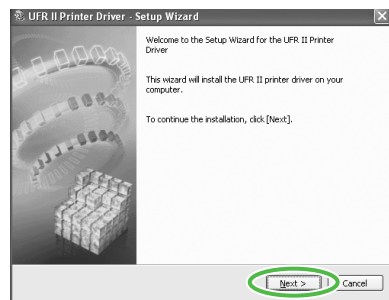 UFR II Printer Driver - Setup Wizard
Welcome to the Setup Wizard for the UFR II Printer
Driver
This wizard will install the UFR II printer driver on your
computer.
To continue the installation, click [Next].
Next >
Cancel